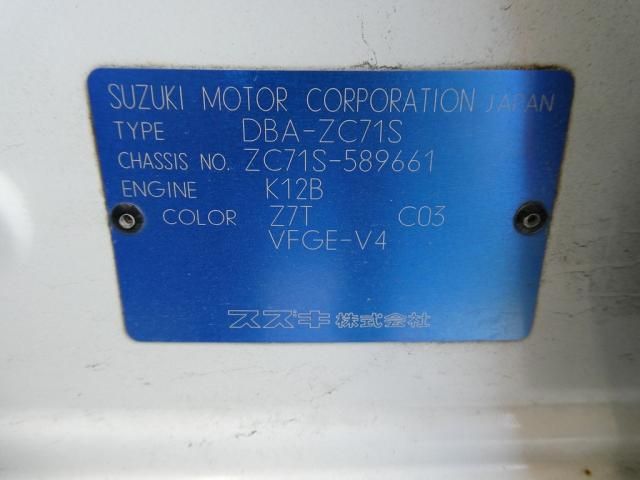 SUZUKI MOTOR CORPORATION JAPAN
TYPE DBA-ZC71S
CHASSIS NO. ZC71S-589661
ENGINE K12B
COLOR Z7T C03
VFGE-V4
スズキ株式会社